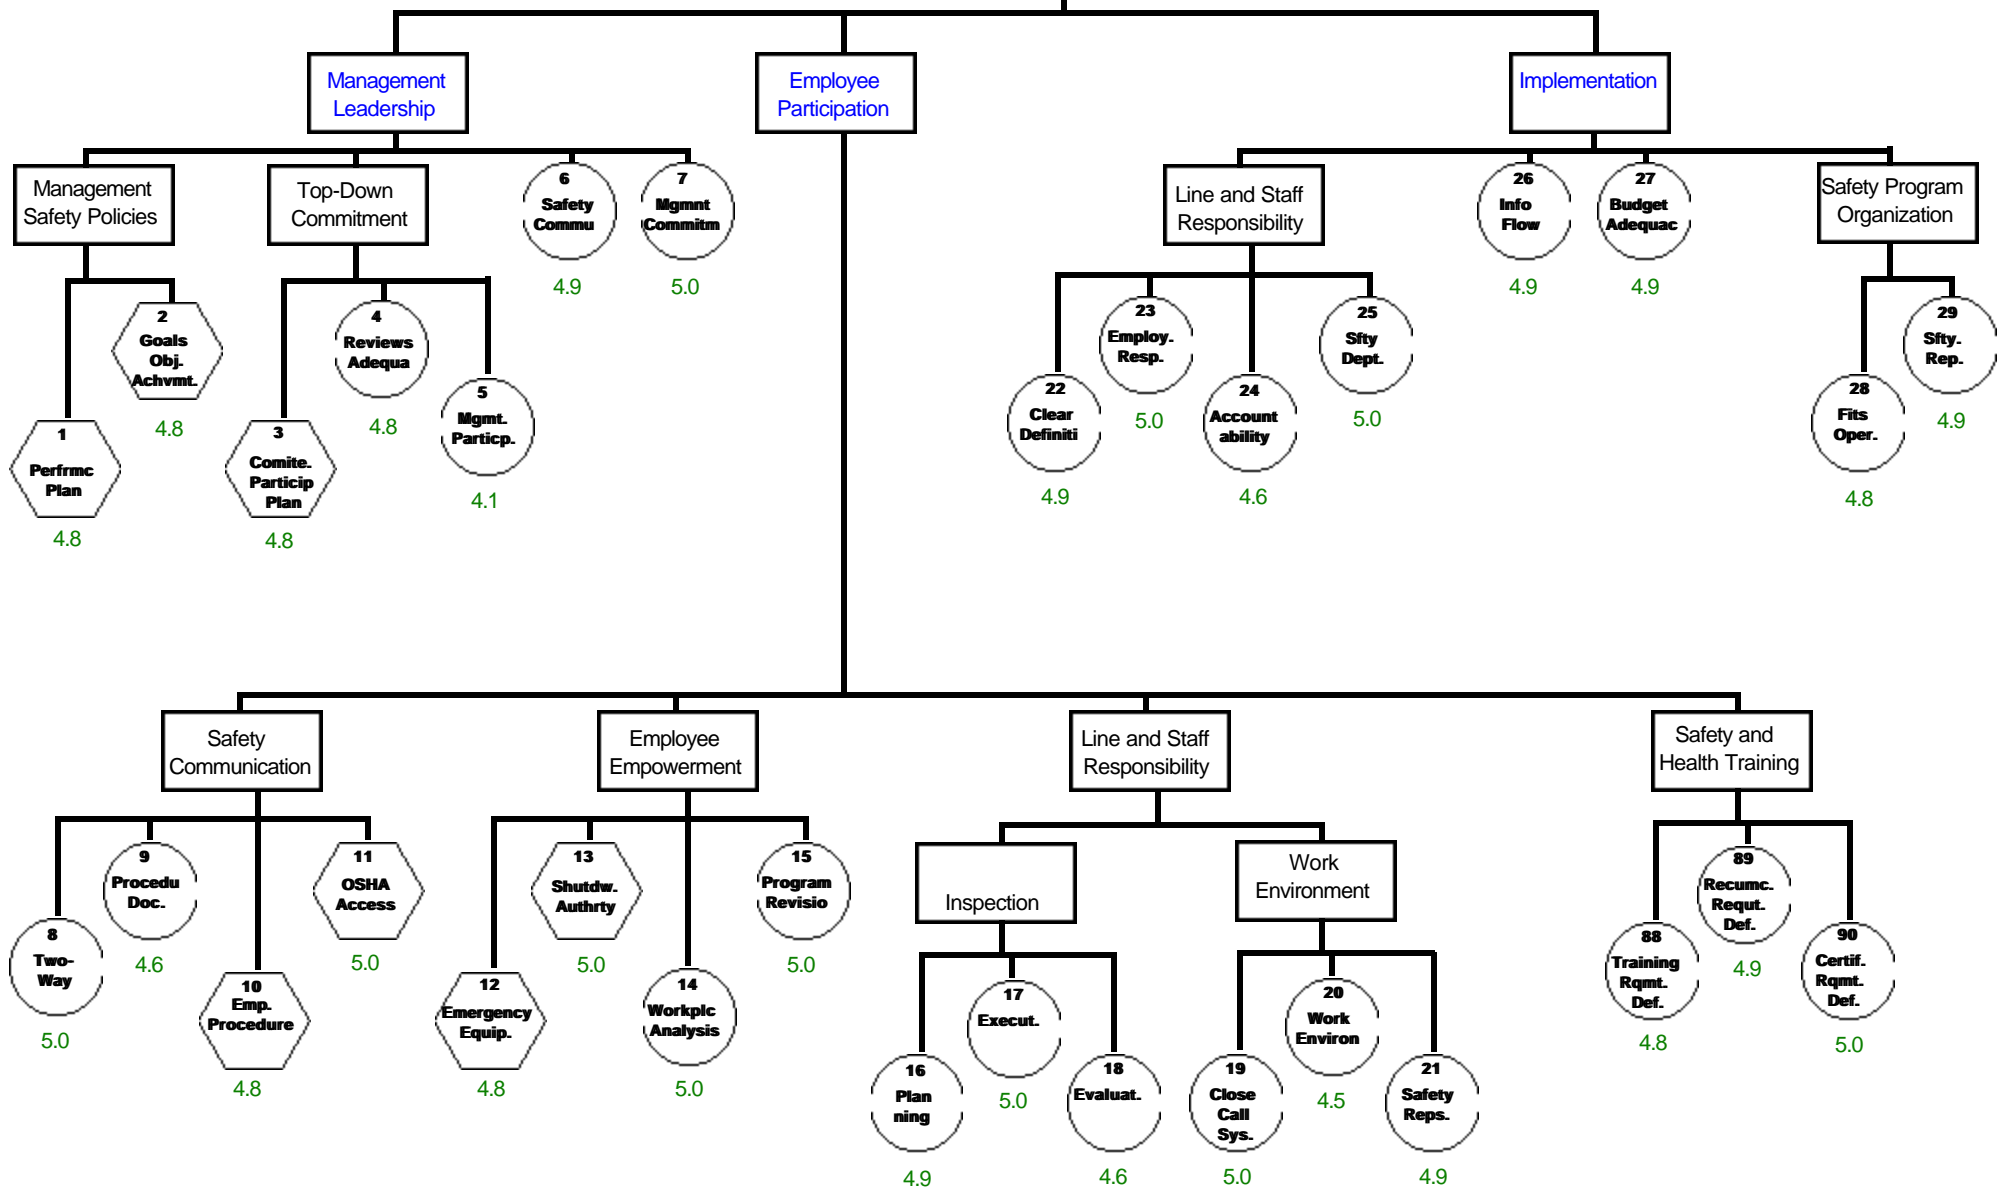 Management
Leadership
Employee
Participation
Implementation
Management
Safety Policies
Top-Down
Commitment
6
Safety
Commu
4.9
7
Mgmnt
Commitm
5.0
Line and Staff
Responsibility
26
Info
Flow
4.9
27
Budget
Adequac
4.9
Safety Program
Organization
1
Perfrmc
Plan
4.8
2
Goals
Obj.
Achvmt.
4.8
3
Comite.
Particip
Plan
4.8
4
Reviews
Adequa
4.8
5
Mgmt.
Particp.
4.1
22
Clear
Definiti
4.9
23
Employ.
Resp.
5.0
24
Account
ability
4.6
25
Sfty
Dept.
5.0
28
Fits
Oper.
4.8
29
Sfty.
Rep.
4.9
Safety
Communication
Employee
Empowerment
Line and Staff
Responsibility
Safety and
Health Training
8
Two-
Way
5.0
9
Procedu
Doc.
4.6
10
Emp.
Procedure
4.8
11
OSHA
Access
5.0
12
Emergency
Equip.
4.8
13
Shutdw.
Authrty
5.0
14
Workplc
Analysis
5.0
15
Program
Revisio
5.0
Inspection
Work
Environment
16
Plan
ning
4.9
17
Execut.
5.0
18
Evaluat.
4.6
19
Close
Call
Sys.
5.0
20
Work
Environ
4.5
21
Safety
Reps.
4.9
88
Training
Rqmt.
Def.
4.8
89
Recumc.
Requt.
Def.
4.9
90
Certif.
Rqmt.
Def.
5.0